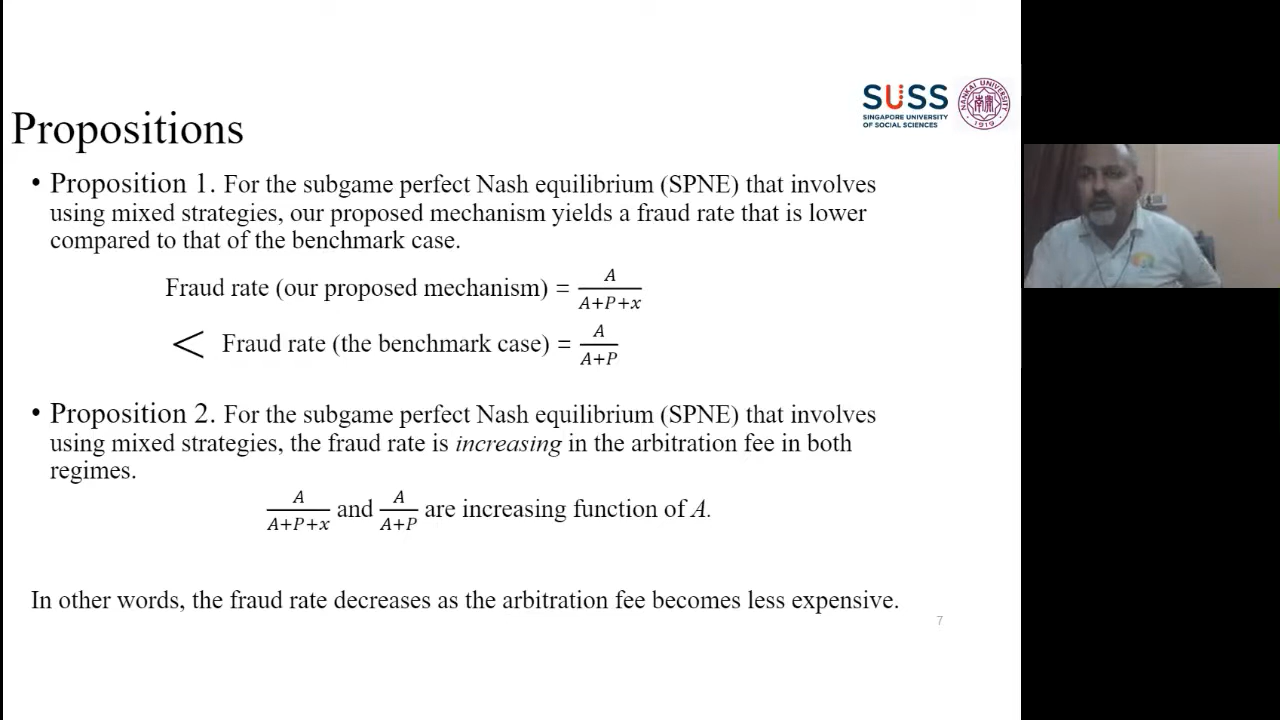 SUSS
SINGAPORE UNIVERSITY
OF SOCIAL SCIENCES
NANKAI UNIVERSITY
1919
Propositions
• Proposition 1. For the subgame perfect Nash equilibrium (SPNE) that involves
using mixed strategies, our proposed mechanism yields a fraud rate that is lower
compared to that of the benchmark case.
Fraud rate (our proposed mechanism) = A/(A+P+x)
< Fraud rate (the benchmark case) = A/(A+P)
• Proposition 2. For the subgame perfect Nash equilibrium (SPNE) that involves
using mixed strategies, the fraud rate is increasing in the arbitration fee in both
regimes.
A/(A+P+x) and A/(A+P) are increasing function of A.
In other words, the fraud rate decreases as the arbitration fee becomes less expensive.
7